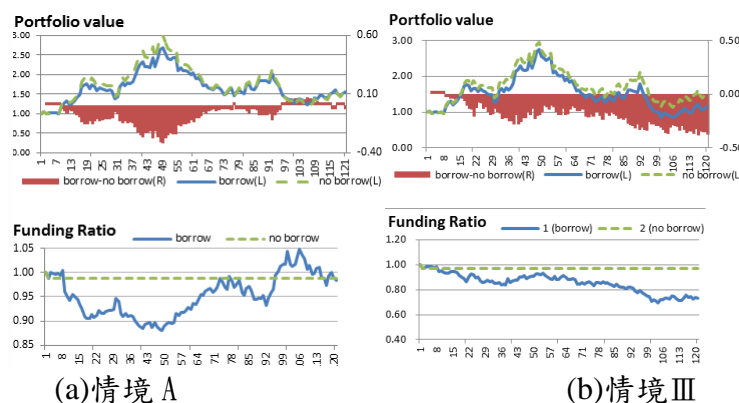 Portfolio value
3.00
2.50
2.00
1.50
1.00
0.50
0.00
0.60
0.10
-0.40
1 7 13 19 25 31 37 43 49 55 61 67 73 79 85 91 97 103 109 115 121
borrow-no borrow(R) borrow(L) no borrow(L)
Portfolio value
3.00
2.00
1.00
0.00
0.50
0.00
-0.50
1 8 15 22 29 36 43 50 57 64 71 78 85 92 99 106 113 120
borrow-no borrow(R) borrow(L) no borrow(L
Funding Ratio
borrow no borrow
1.05
1.00
0.95
0.90
0.85
1 8 15 22 29 36 43 50 57 64 71 78 85 92 99 .06 .13 .20
Funding Ratio
1 (borrow) 2 (no borrow)
1.20
1.00
0.80
0.60
0.40
1 8 15 22 29 36 43 50 57 64 71 78 85 92 99 106 113 120
(a)情境 A
(b)情境Ⅲ